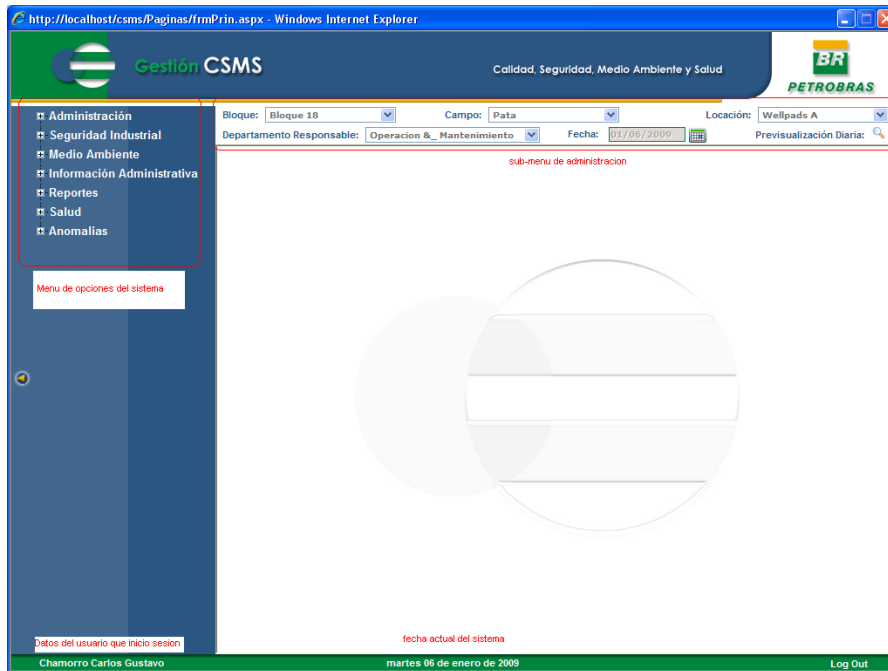 http://localhost/csms/Paginas/frmPrin.aspx - Windows Internet Explorer
Gestión CSMS
Calidad, Seguridad, Medio Ambiente y Salud
BR
PETROBRAS
Administración
Seguridad Industrial
Medio Ambiente
Información Administrativa
Reportes
Salud
Anomalias
Bloque: Bloque 18 Campo: Pata Locación: Wellpads A
Departamento Responsable: Operacion &_ Mantenimiento Fecha: 01/06/2009 Previsualización Diaria:
sub-menu de administracion
Menu de opciones del sistema
Datos del usuario que inicio sesion
fecha actual del sistema
Chamorro Carlos Gustavo martes 06 de enero de 2009 Log Out